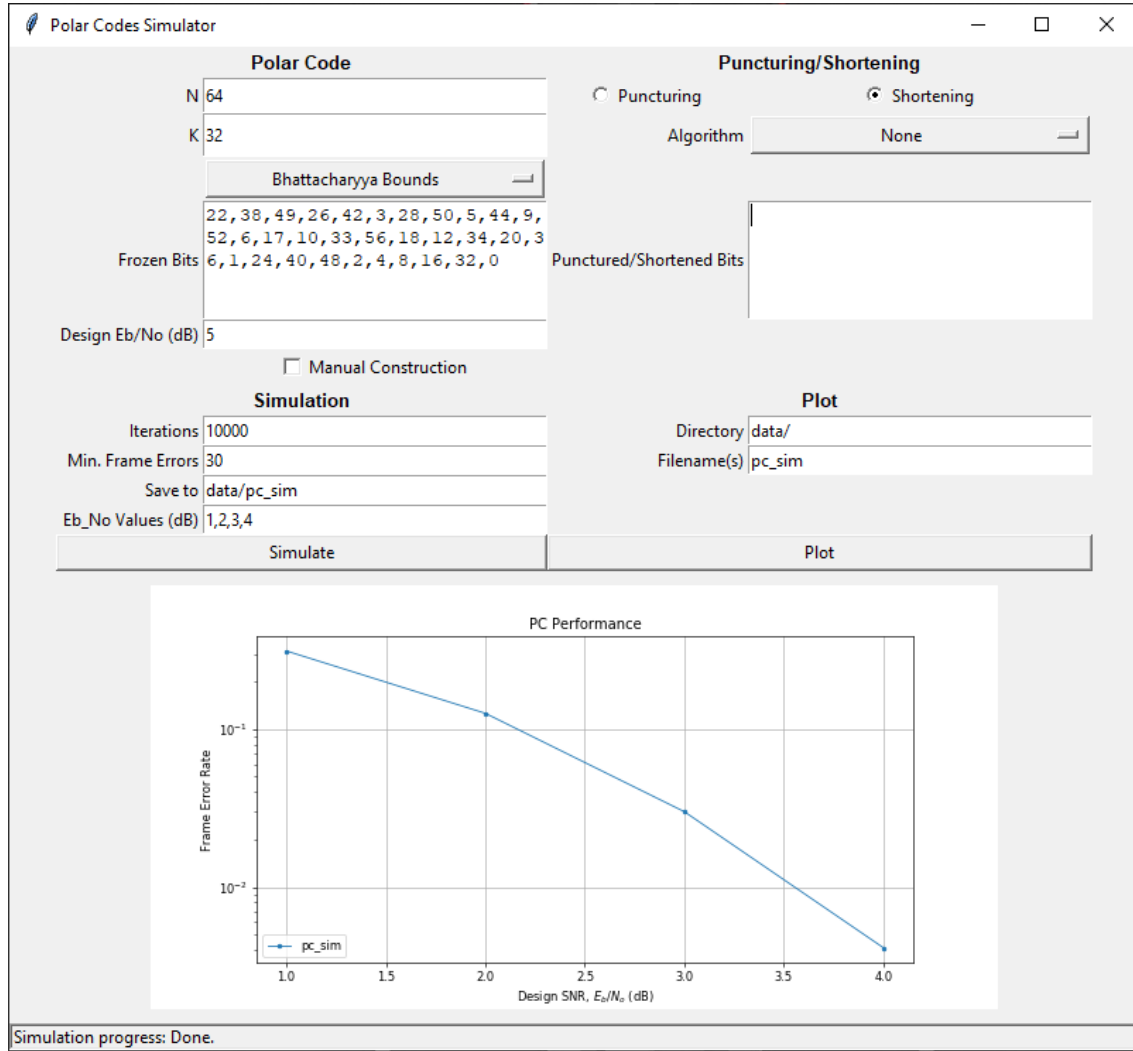 Polar Codes Simulator
Polar Code
N 64
K 32
Bhattacharyya Bounds
Frozen Bits
22,38,49,26,42,3,28,50,5,44,9,
52,6,17,10,33,56,18,12,34,20,3
6,1,24,40,48,2,4,8,16,32,0
Design Eb/No (dB) 5
Manual Construction
Puncturing/Shortening
Puncturing Shortening
Algorithm None
Punctured/Shortened Bits
Simulation
Iterations 10000
Min. Frame Errors 30
Save to data/pc_sim
Eb_No Values (dB) 1,2,3,4
Simulate
Plot
Directory data/
Filename(s) pc_sim
Plot
PC Performance
Frame Error Rate
10⁻¹
10⁻²
pc_sim
1.0 1.5 2.0 2.5 3.0 3.5 4.0
Design SNR, E_b/N_o (dB)
Simulation progress: Done.